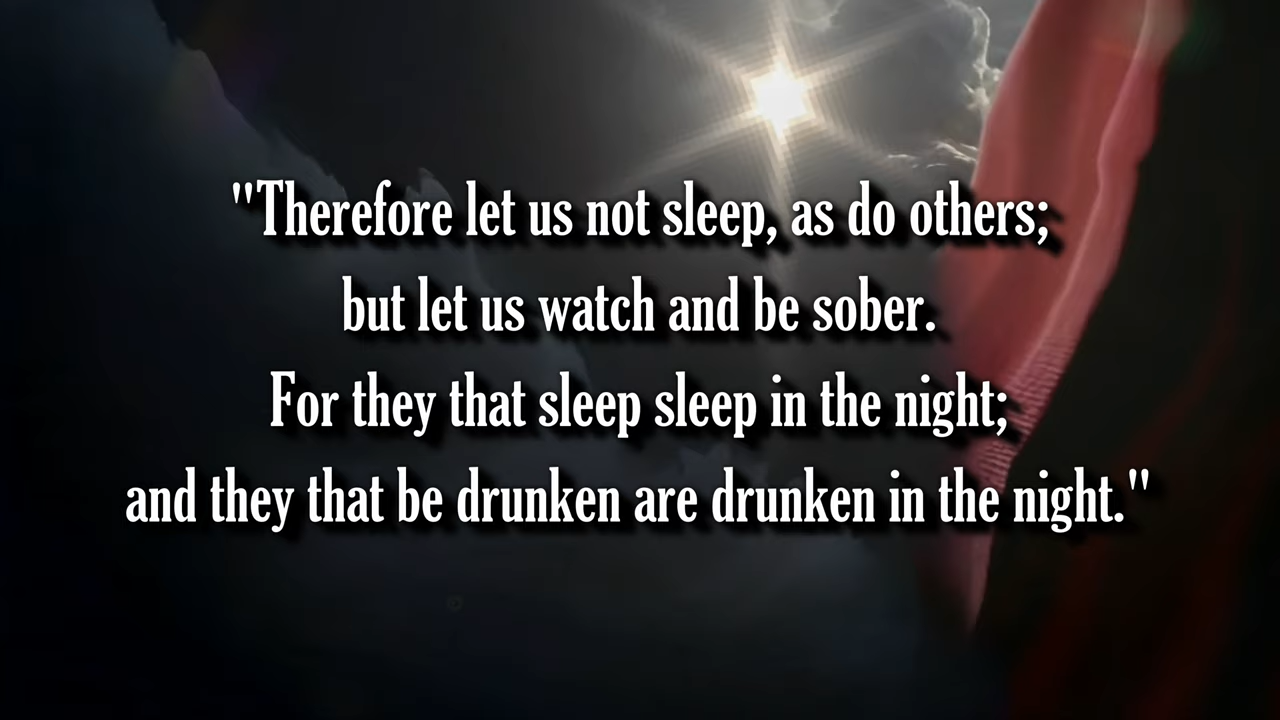 "Therefore let us not sleep, as do others;
but let us watch and be sober.
For they that sleep sleep in the night;
and they that be drunken are drunken in the night."